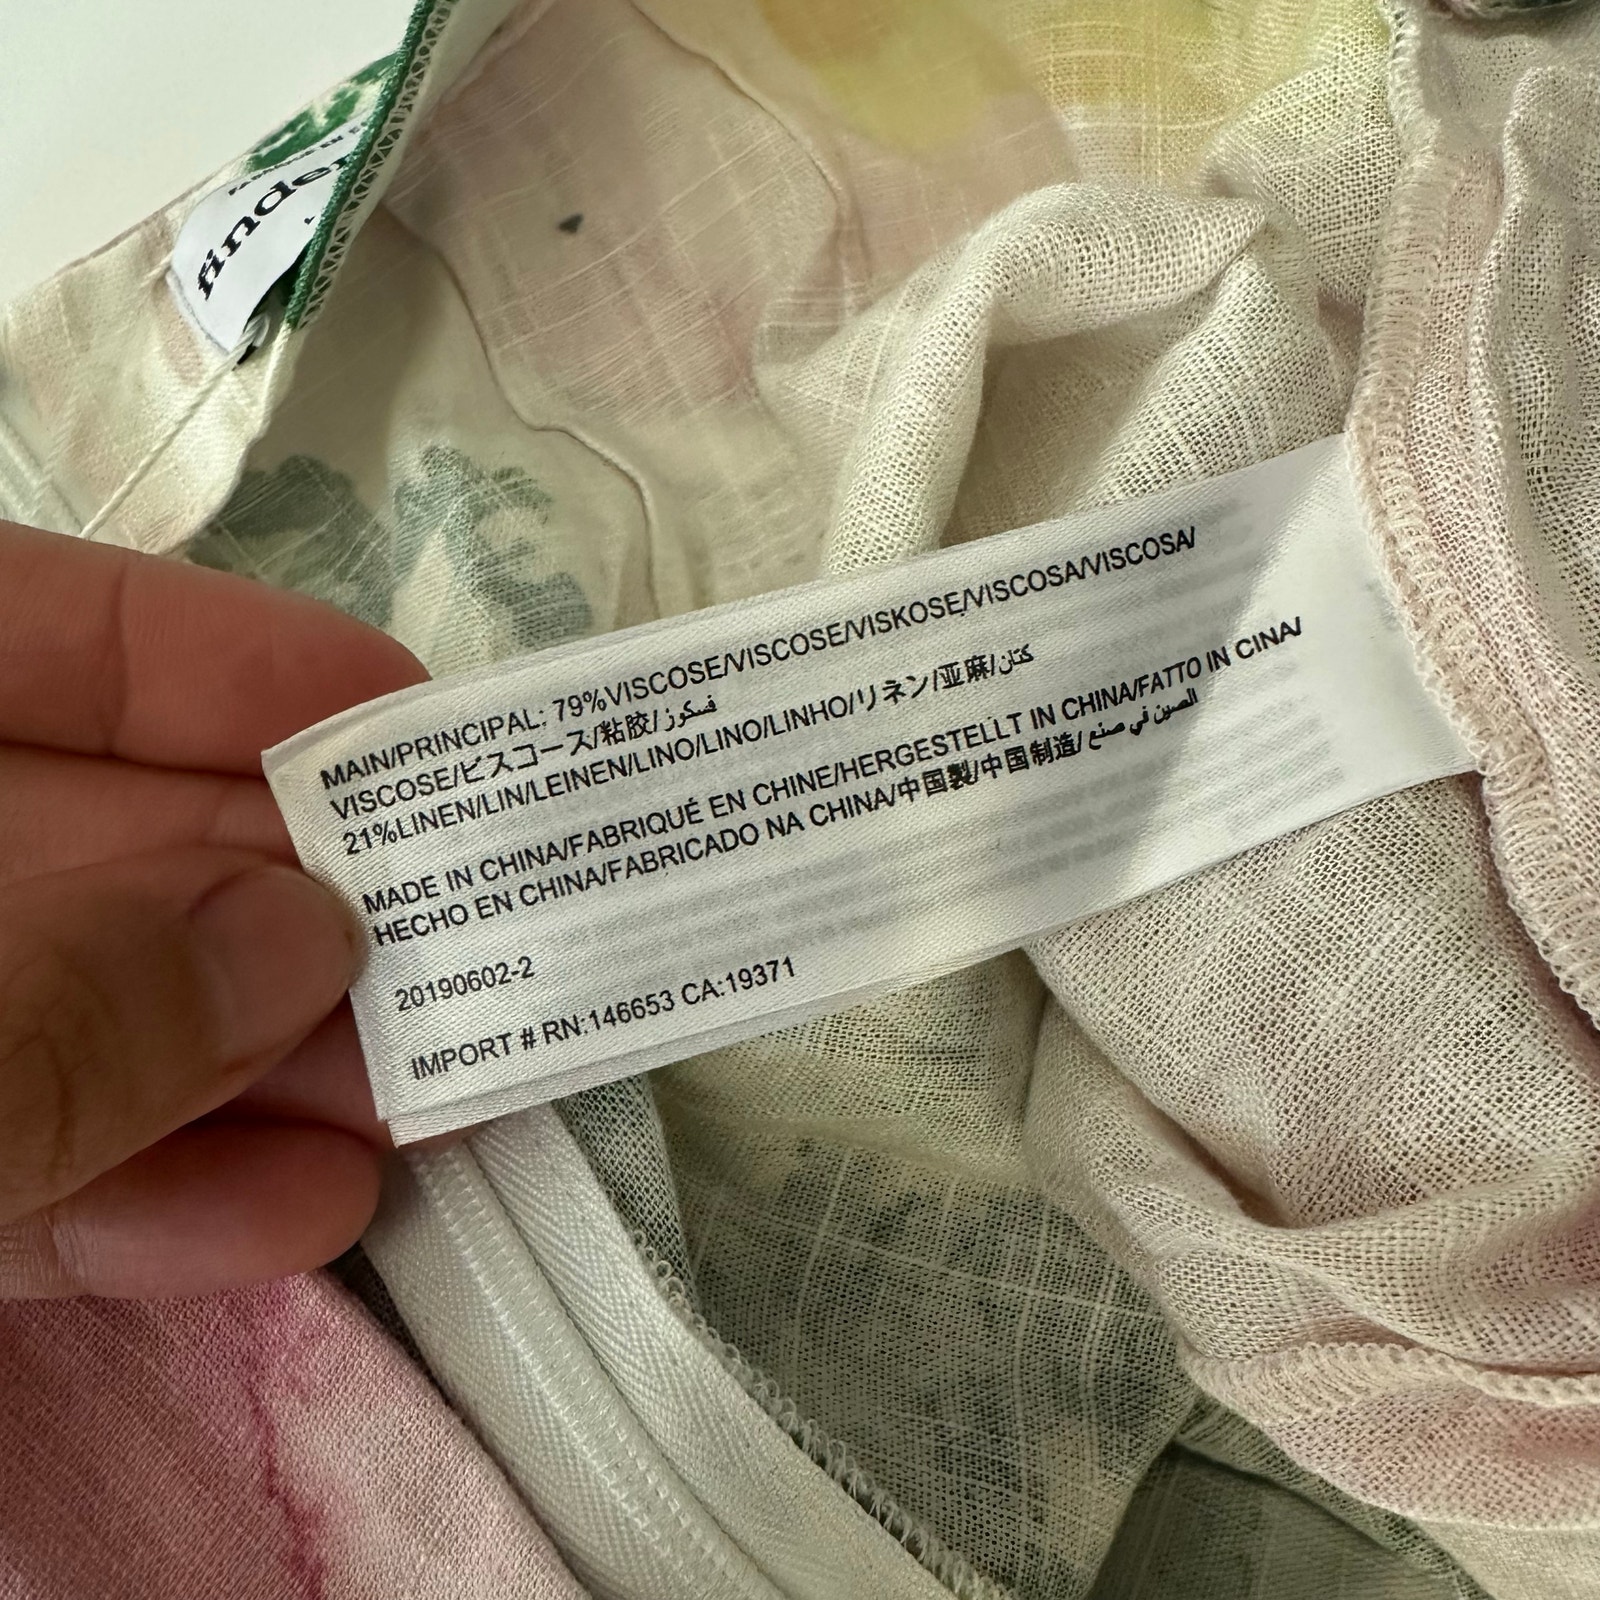 finder
MAIN/PRINCIPAL: 79%VISCOSE/VISCOSE/VISKOSE/VISCOSA/VISCOSA/
VISCOSE/ビスコース/粘胶/فسكوز
21%LINEN/LIN/LEINEN/LINO/LINO/LINHO/リネン/亚麻/كتان
MADE IN CHINA/FABRIQUÉ EN CHINE/HERGESTELLT IN CHINA/FATTO IN CINA/
HECHO EN CHINA/FABRICADO NA CHINA/中国製/中国制造/الصين في صنع
20190602-2
IMPORT # RN:146653 CA:19371